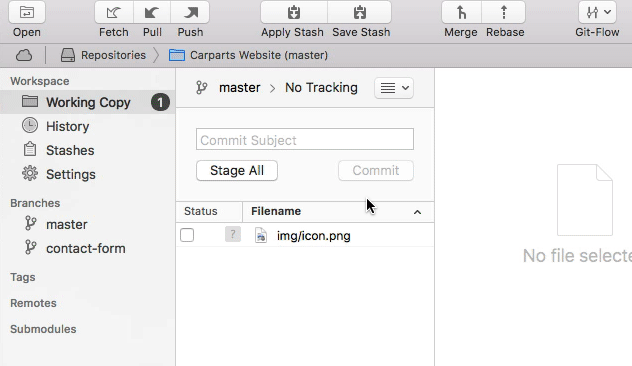 Open Fetch Pull Push Apply Stash Save Stash Merge Rebase Git-Flow
Repositories Carparts Website (master)
Workspace
Working Copy 1
History
Stashes
Settings
Branches
master
contact-form
Tags
Remotes
Submodules
master > No Tracking
Commit Subject
Stage All Commit
Status Filename
? img/icon.png
No file selecte